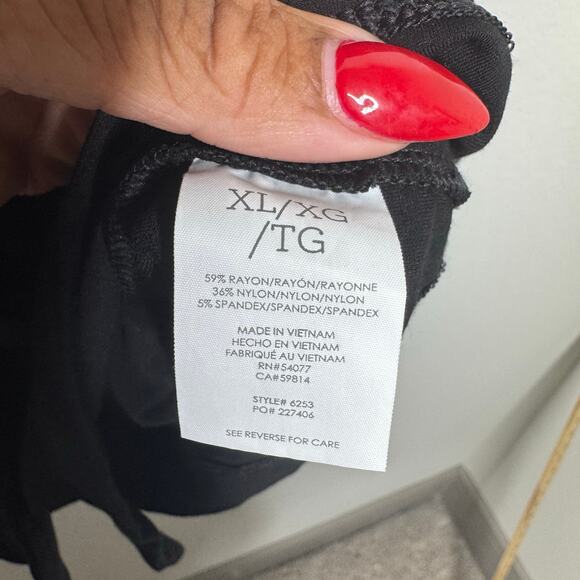 XL/XG
/TG
59% RAYON/RAYÓN/RAYONNE
36% NYLON/NYLON/NYLON
5% SPANDEX/SPANDEX/SPANDEX
MADE IN VIETNAM
HECHO EN VIETNAM
FABRIQUÉ AU VIETNAM
RN#54077
CA#59814
STYLE# 6253
PO# 227406
SEE REVERSE FOR CARE